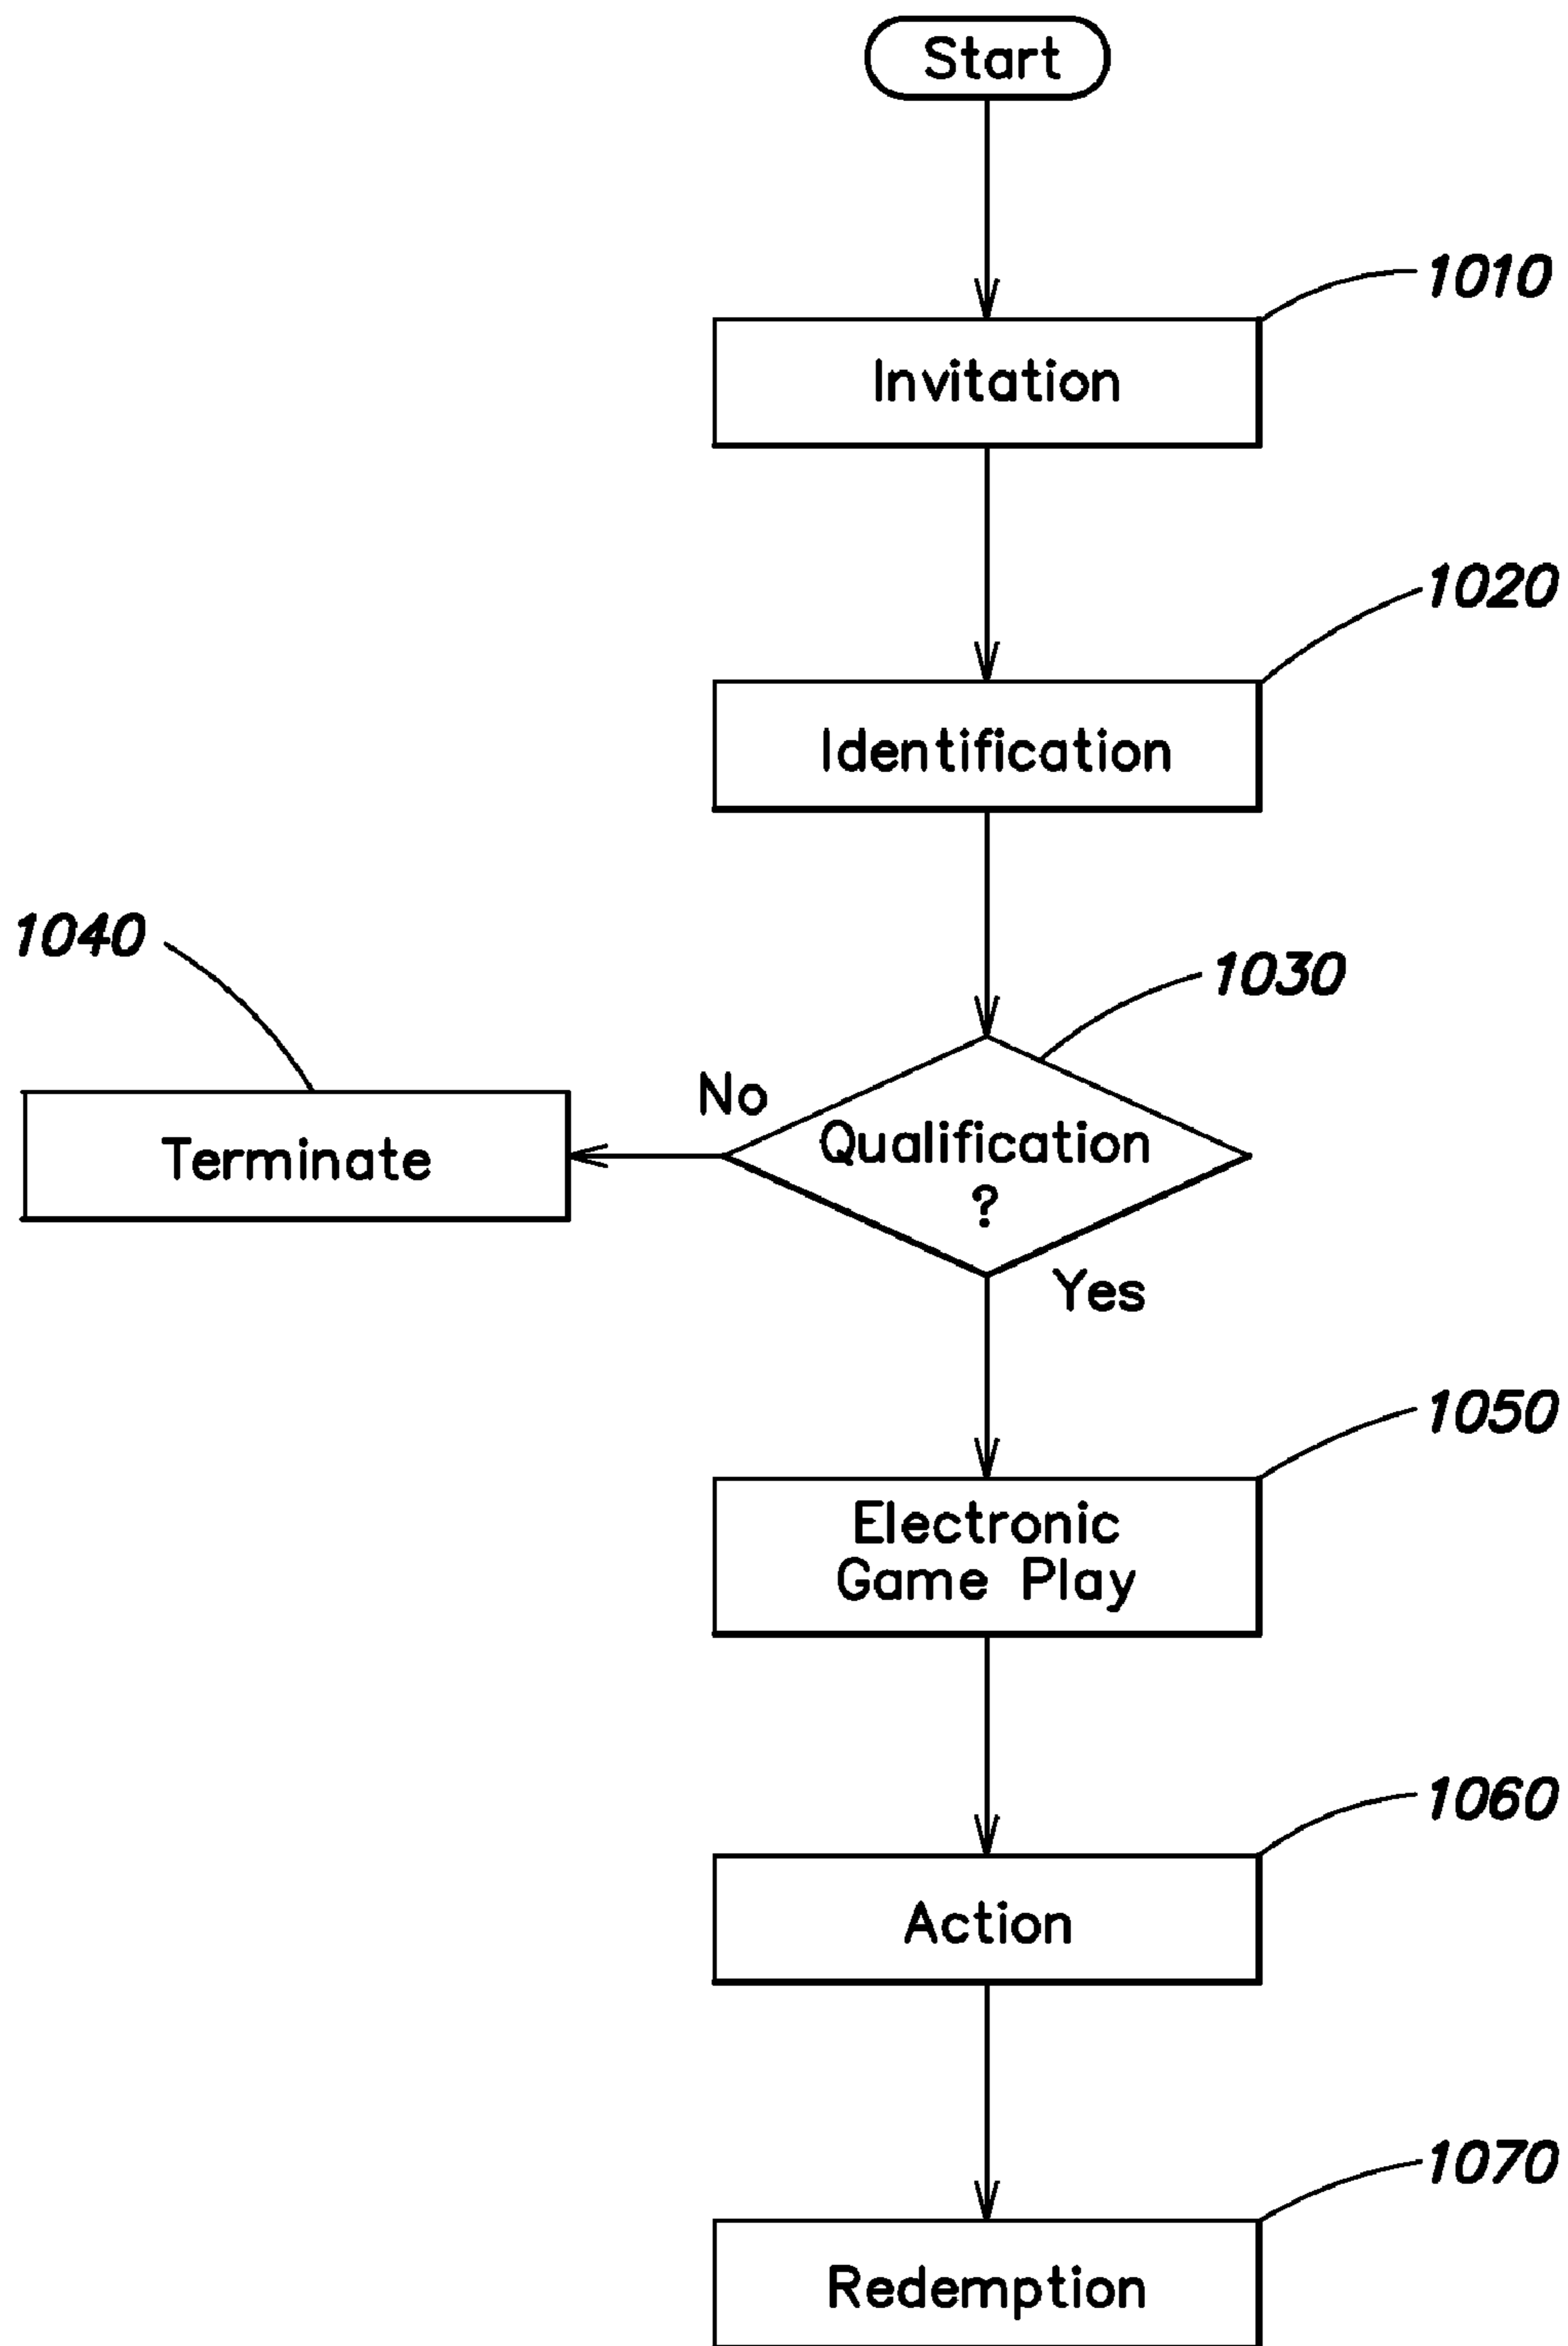 Start
1010
Invitation
1020
Identification
1040
1030
No
Terminate
Qualification
?
Yes
1050
Electronic
Game Play
1060
Action
1070
Redemption